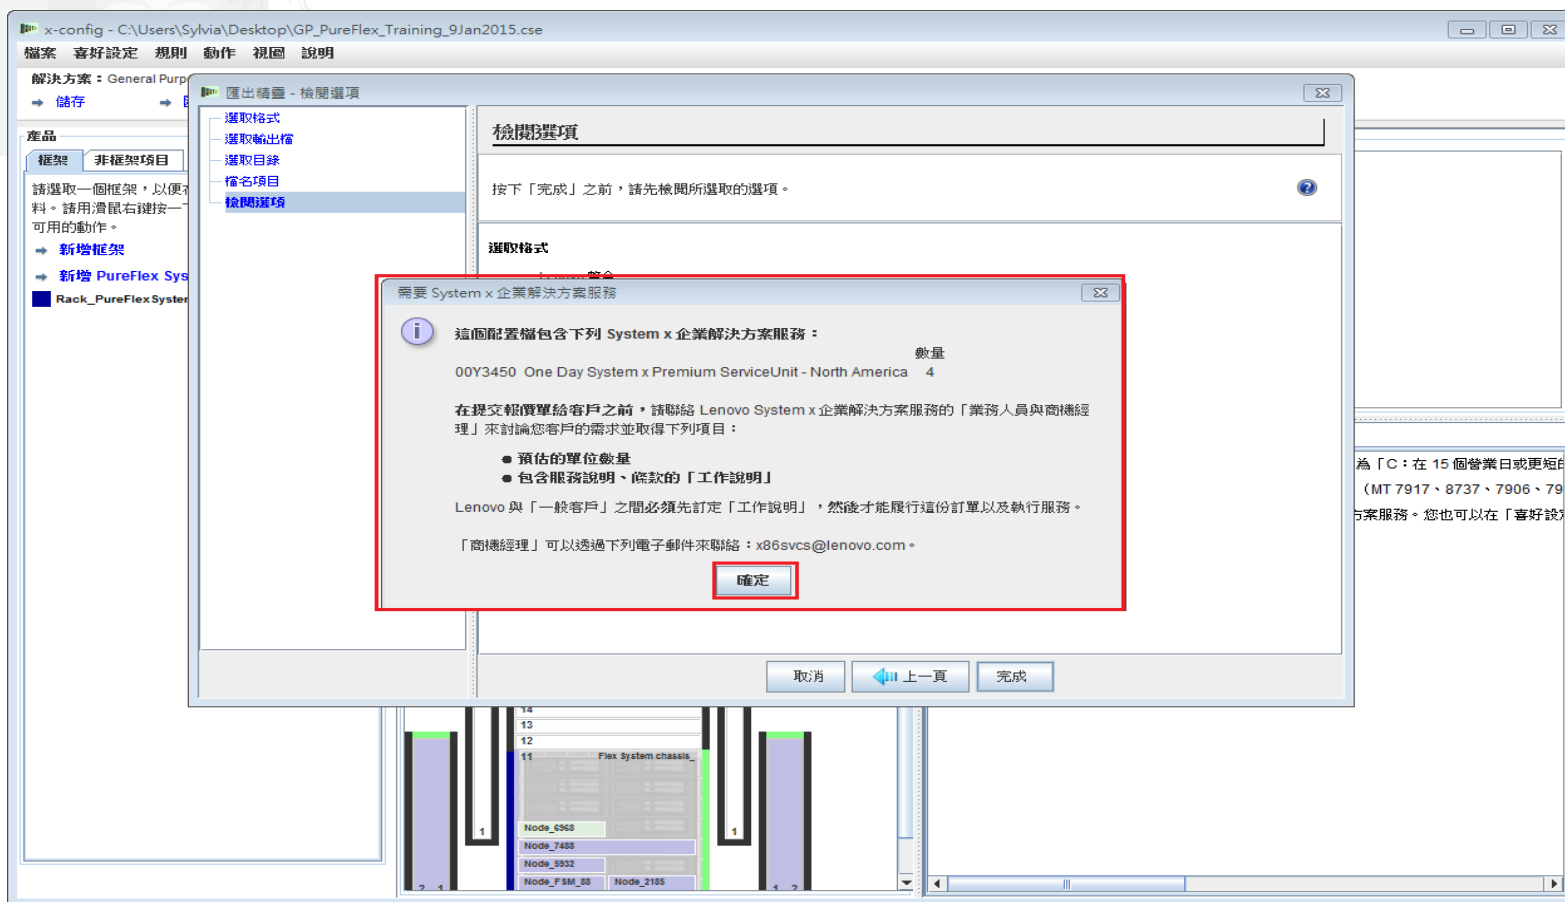 x-config - C:\Users\Sylvia\Desktop\GP_PureFlex_Training_9Jan2015.cse
檔案 喜好設定 規則 動作 視圖 說明
解決方案：General Purp
儲存
產品
框架 非框架項目
請選取一個框架，以便
料。請用滑鼠右鍵按一
可用的動作。
新增框架
新增 PureFlex Sys
Rack_PureFlexSyster
匯出精靈 - 檢閱選項
選取格式
選取輸出檔
選取目錄
檔名項目
檢閱選項
檢閱選項
按下「完成」之前，請先檢閱所選取的選項。
選取格式
需要 System x 企業解決方案服務
這個配置檔包含下列 System x 企業解決方案服務：
數量
00Y3450 One Day System x Premium ServiceUnit - North America 4
在提交報價單給客戶之前，請聯絡 Lenovo System x 企業解決方案服務的「業務人員與商機經
理」來討論您客戶的需求並取得下列項目：
預估的單位數量
包含服務說明、條款的「工作說明」
Lenovo 與「一般客戶」之間必須先訂定「工作說明」，然後才能履行這份訂單以及執行服務。
「商機經理」可以透過下列電子郵件來聯絡：x86svcs@lenovo.com。
確定
取消 上一頁 完成
為「C：在 15 個營業日或更短
（MT 7917、8737、7906、79
方案服務。您也可以在「喜好設
14
13
12
11 Flex System chassis_
Node_6968
1 1
Node_7488
Node_5932
Node_FSM_88 Node_2185
2 1 1 2